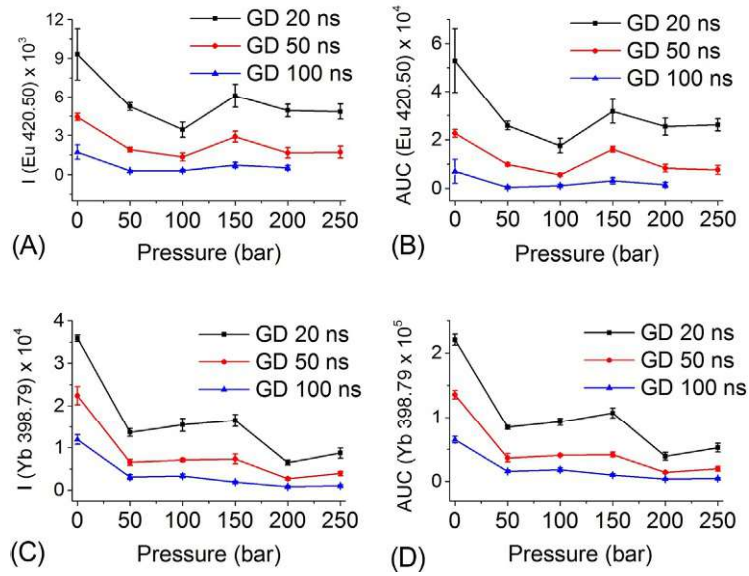 12
9
6
3
0
I (Eu 420.50) x 10³
GD 20 ns
GD 50 ns
GD 100 ns
0 50 100 150 200 250
Pressure (bar)
(A)
6
4
2
0
AUC (Eu 420.50) x 10⁴
GD 20 ns
GD 50 ns
GD 100 ns
0 50 100 150 200 250
Pressure (bar)
(B)
4
3
2
1
0
I (Yb 398.79) x 10⁴
GD 20 ns
GD 50 ns
GD 100 ns
0 50 100 150 200 250
Pressure (bar)
(C)
2
1
0
AUC (Yb 398.79 x 10⁵
GD 20 ns
GD 50 ns
GD 100 ns
0 50 100 150 200 250
Pressure (bar)
(D)